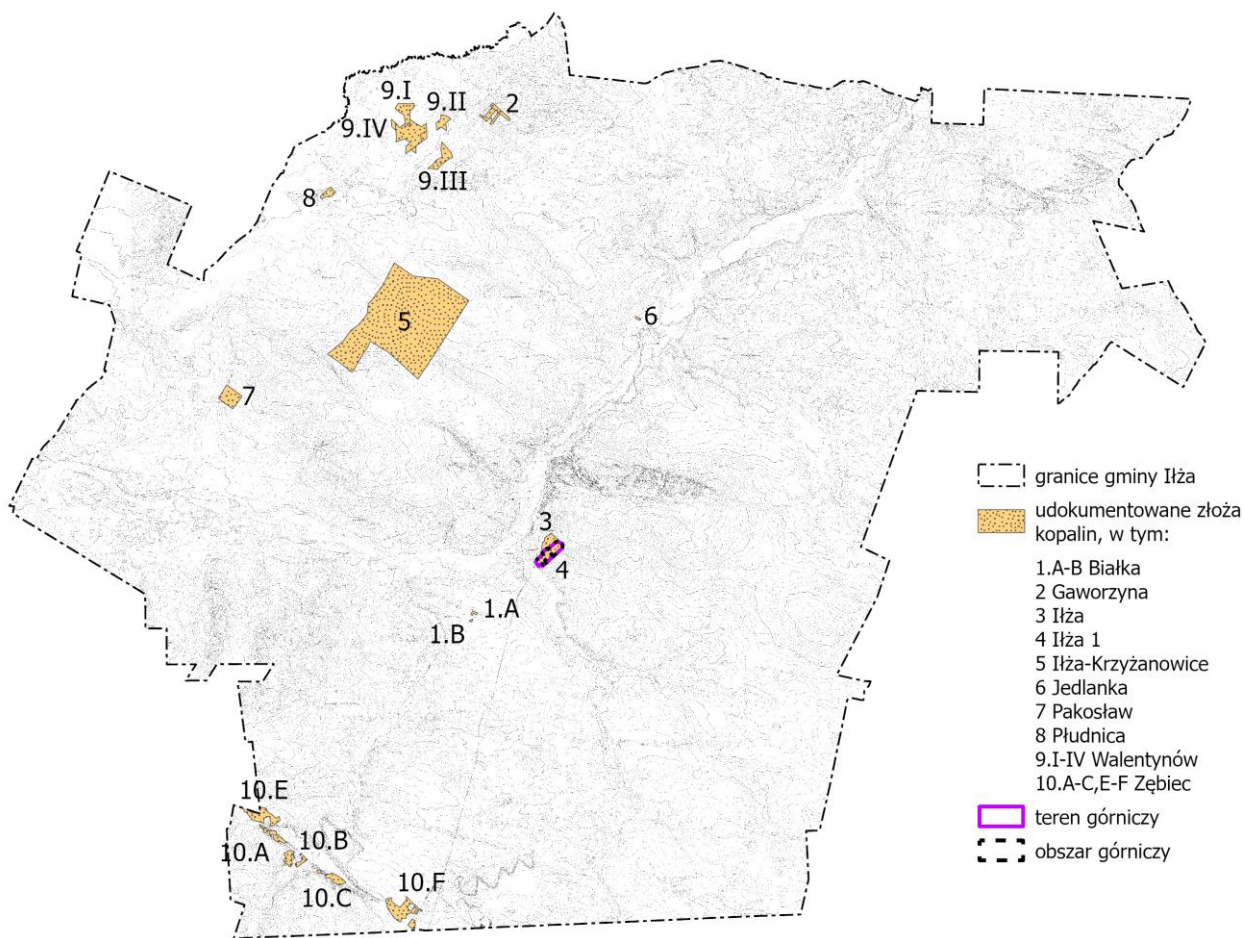 9.I
9.II
2
9.IV
9.III
8
5
6
7
3
4
1.A
1.B
10.E
10.B
10.A
10.C
10.F
granice gminy Iłża
udokumentowane złoża
kopalin, w tym:
1.A-B Białka
2 Gaworzyna
3 Iłża
4 Iłża 1
5 Iłża-Krzyżanowice
6 Jedlanka
7 Pakosław
8 Płudnica
9.I-IV Walentynów
10.A-C,E-F Zębiec
teren górniczy
obszar górniczy